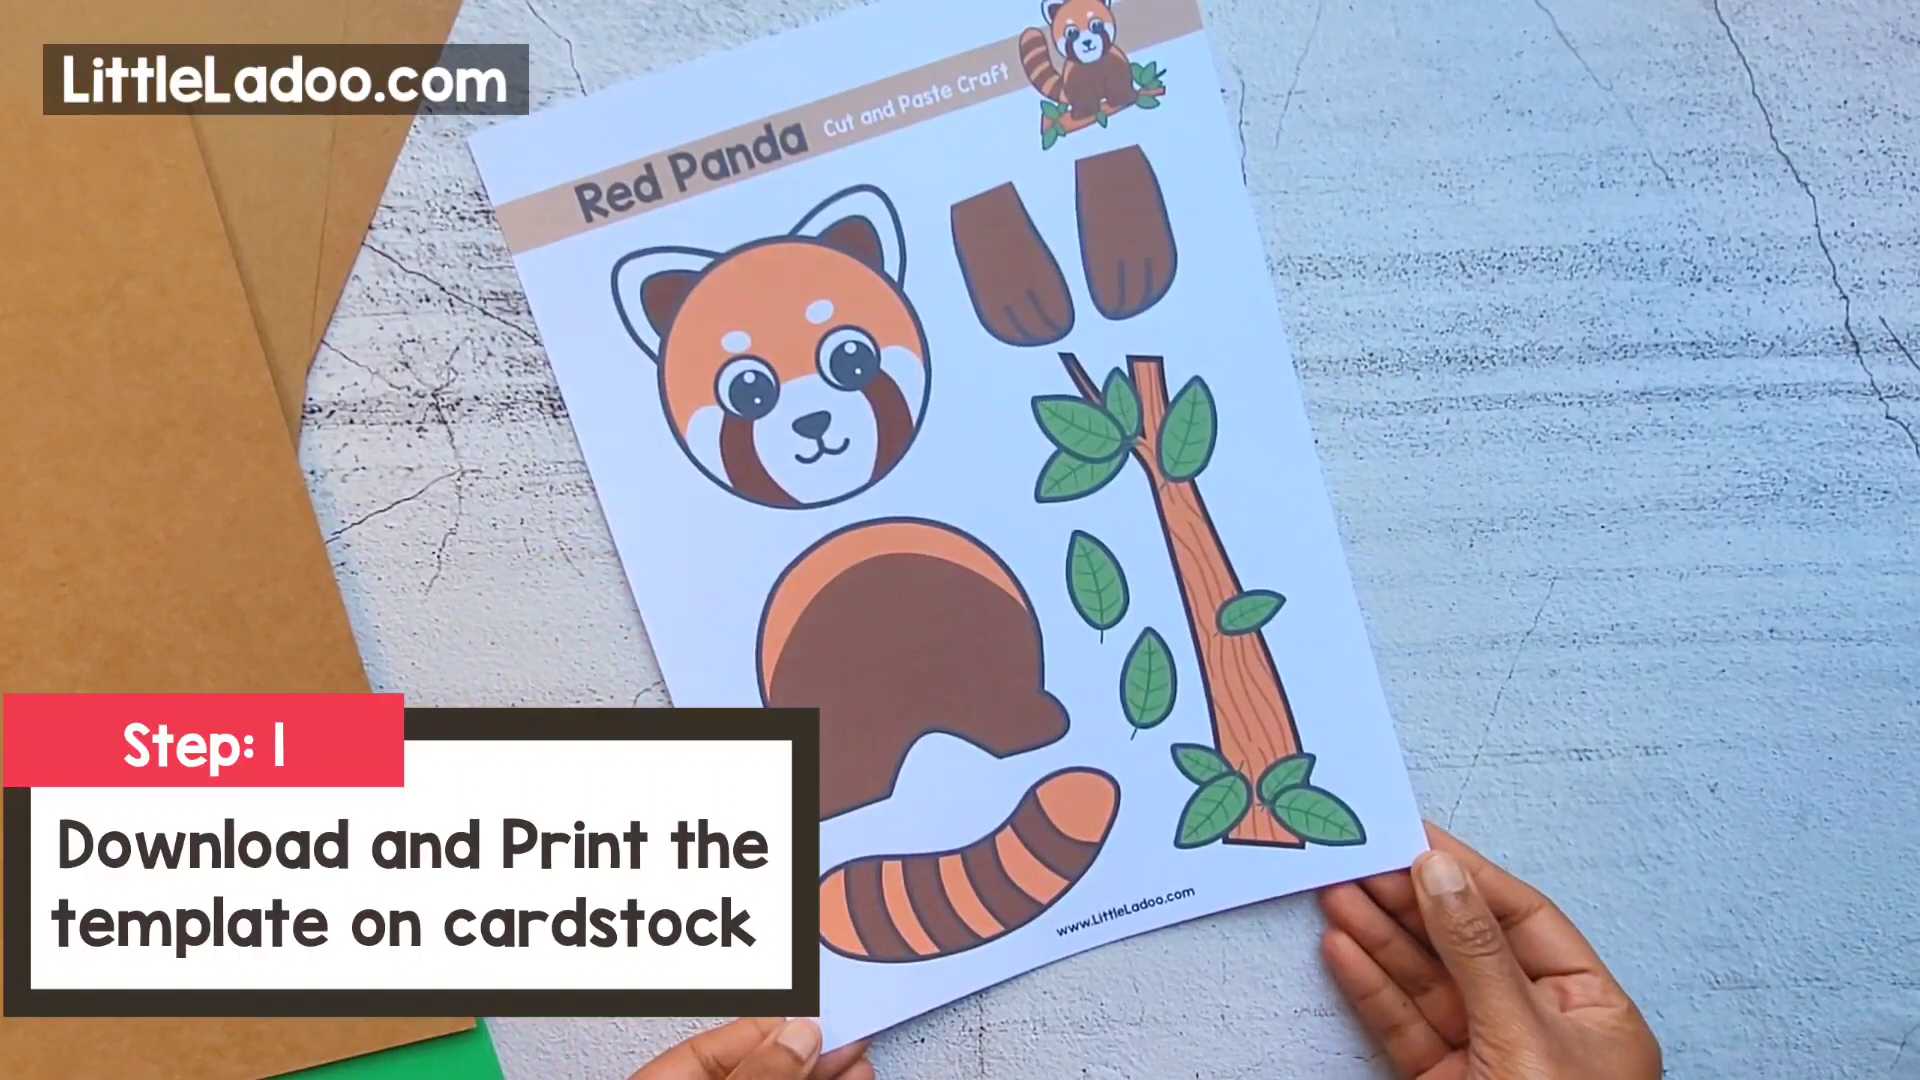 LittleLadoo.com
Red Panda Cut and Paste Craft
Step: 1
Download and Print the
template on cardstock
www.LittleLadoo.com